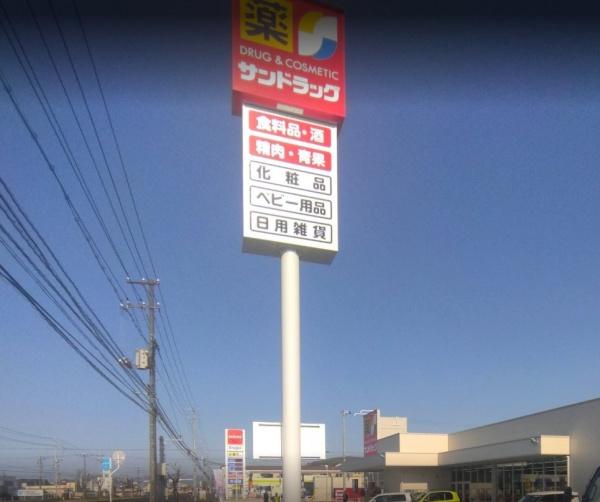 薬
DRUG & COSMETIC
サンドラッグ
食料品・酒
精肉・青果
化粧品
ベビー用品
日用雑貨